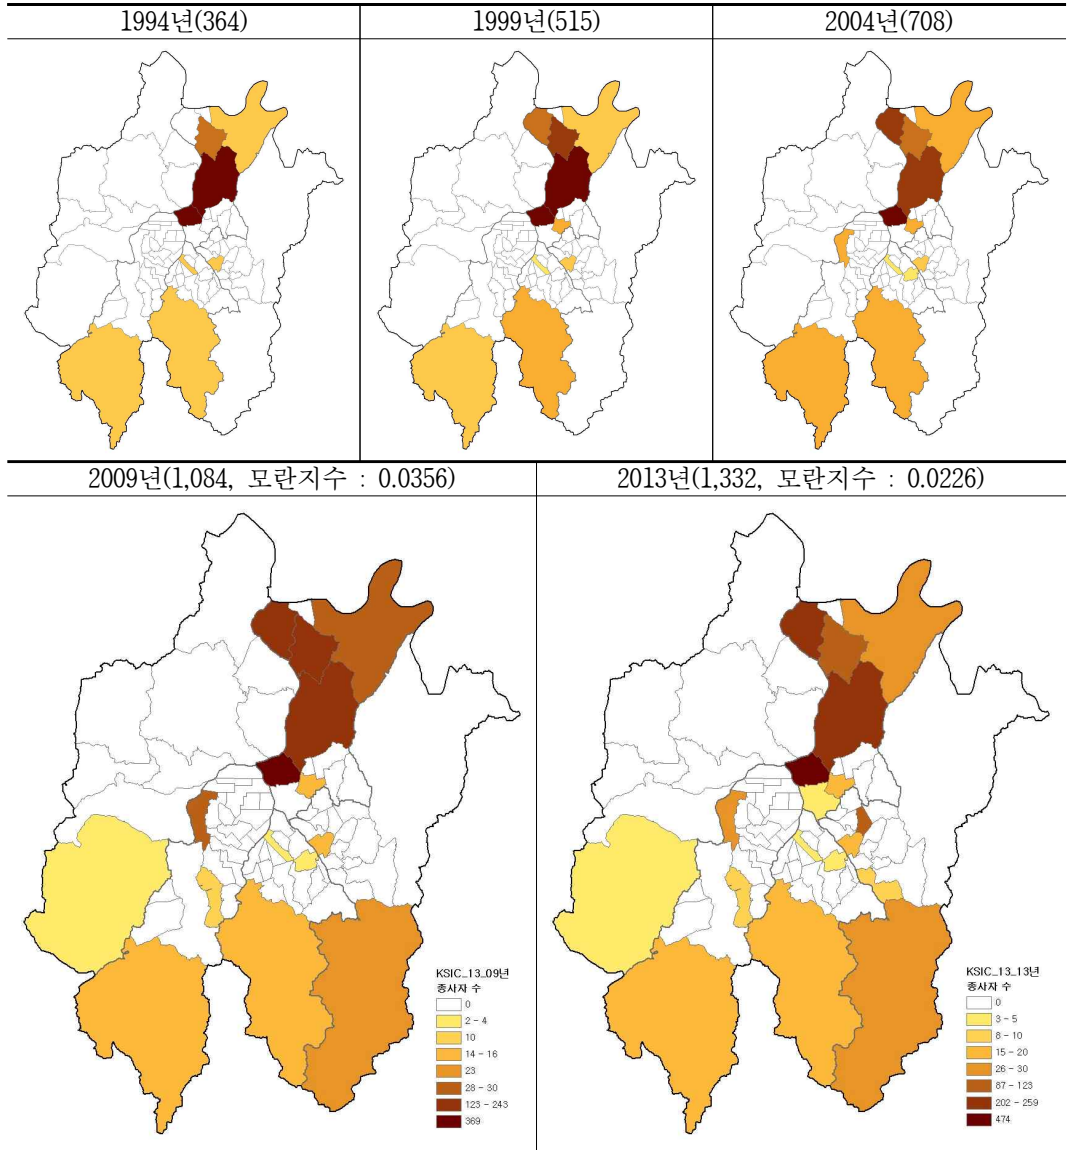 1994년(364)
1999년(515)
2004년(708)
2009년(1,084, 모란지수 : 0.0356)
2013년(1,332, 모란지수 : 0.0226)
KSIC_13_09년
종사자 수
0
2 - 4
10
14 - 16
23
28 - 30
123 - 243
369
KSIC_13_13년
종사자 수
0
3 - 5
8 - 10
15 - 20
26 - 30
87 - 123
202 - 259
474